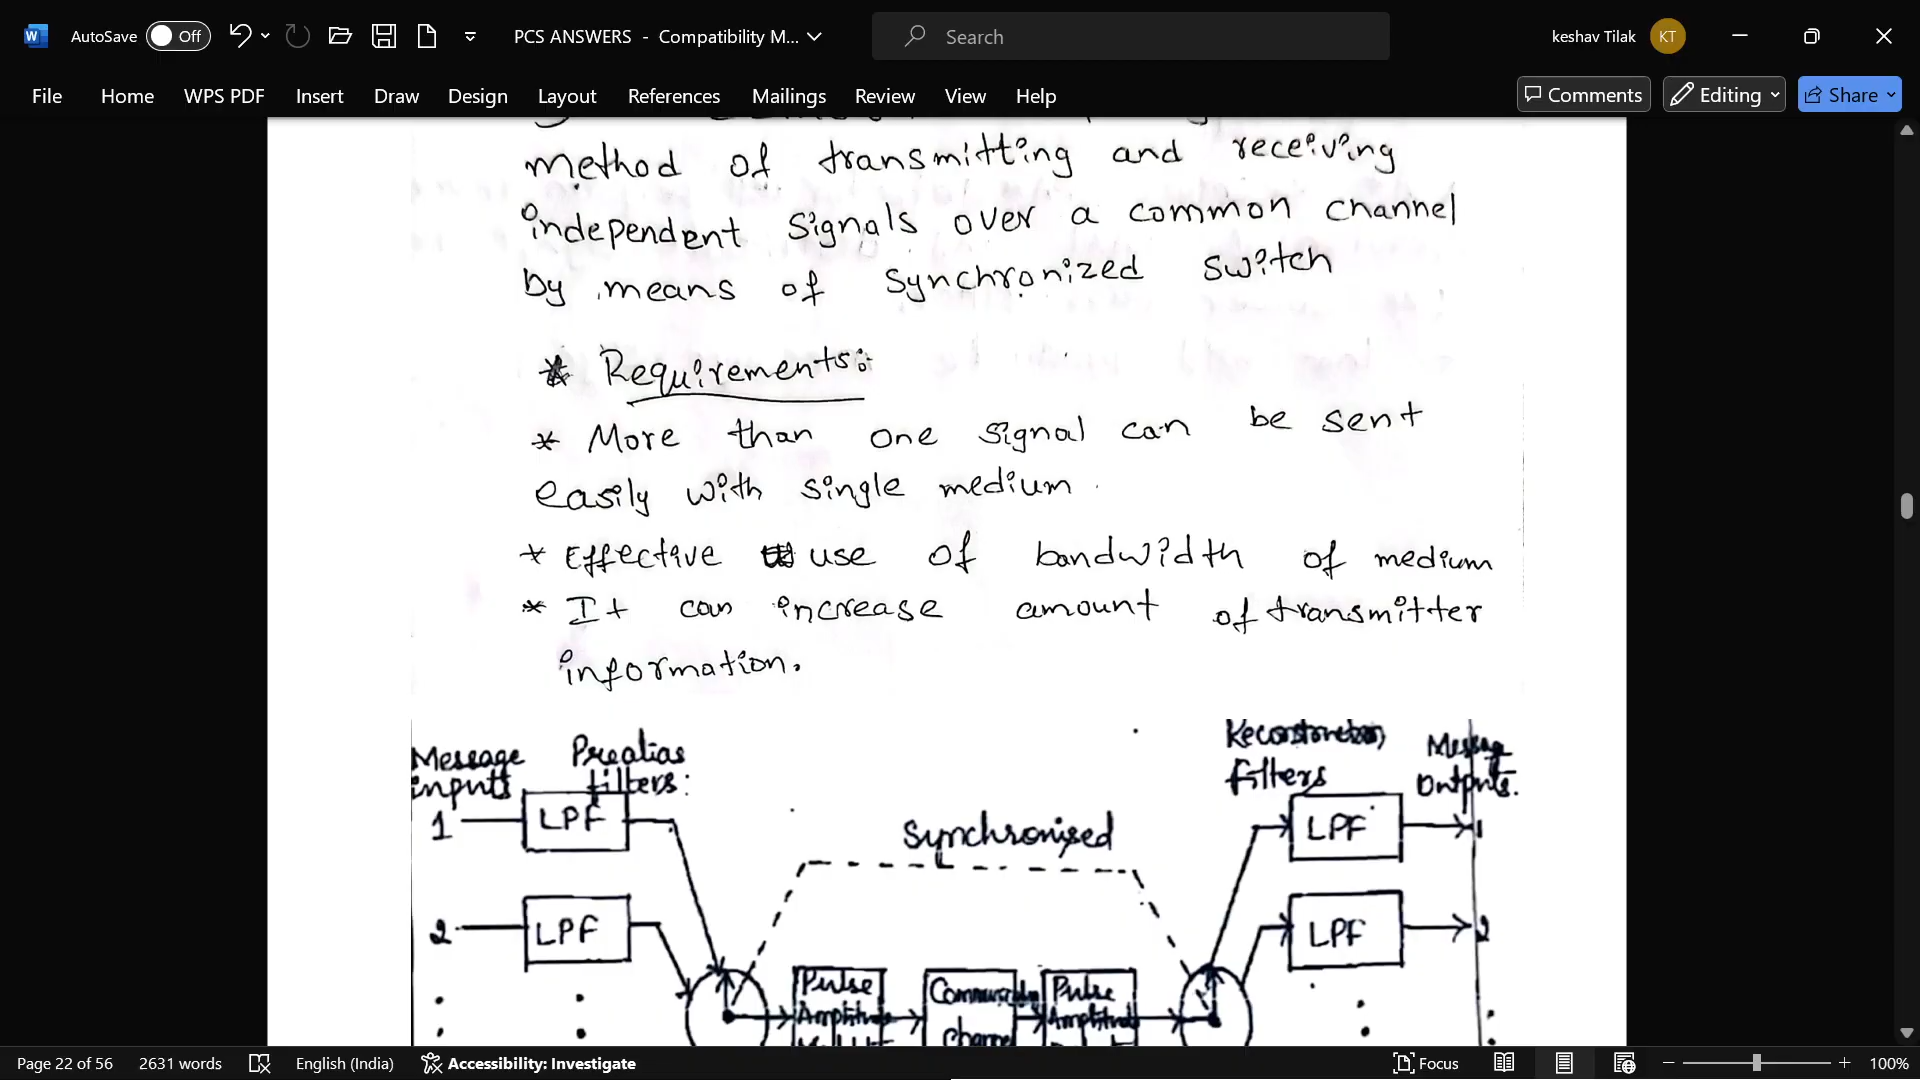 AutoSave Off PCS ANSWERS - Compatibility M... Search keshav Tilak KT
File Home WPS PDF Insert Draw Design Layout References Mailings Review View Help Comments Editing Share
method of transmitting and receiving
independent signals over a common channel
by means of synchronized switch
* Requirements:
* More than one signal can be sent
easily with single medium.
* Effective use of bandwidth of medium
* It can increase amount of transmitter
information.
Message Prealias filters Message
inputs filters: Outputs.
Synchronised
1 LPF LPF 1
2 LPF LPF 2
Pulse Pulse
Amplitude Amplitude
Page 22 of 56 2631 words English (India) Accessibility: Investigate Focus 100%